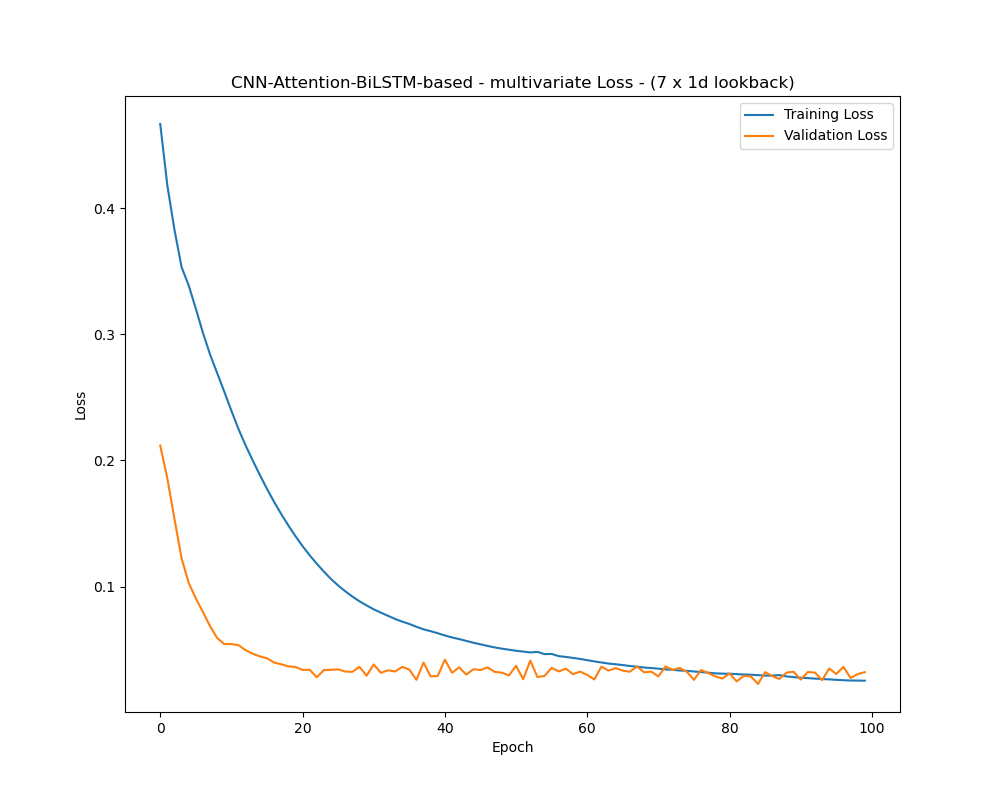 CNN-Attention-BiLSTM-based - multivariate Loss - (7 x 1d lookback)
Training Loss
Validation Loss
0.4
0.3
0.2
0.1
Loss
0 20 40 60 80 100
Epoch